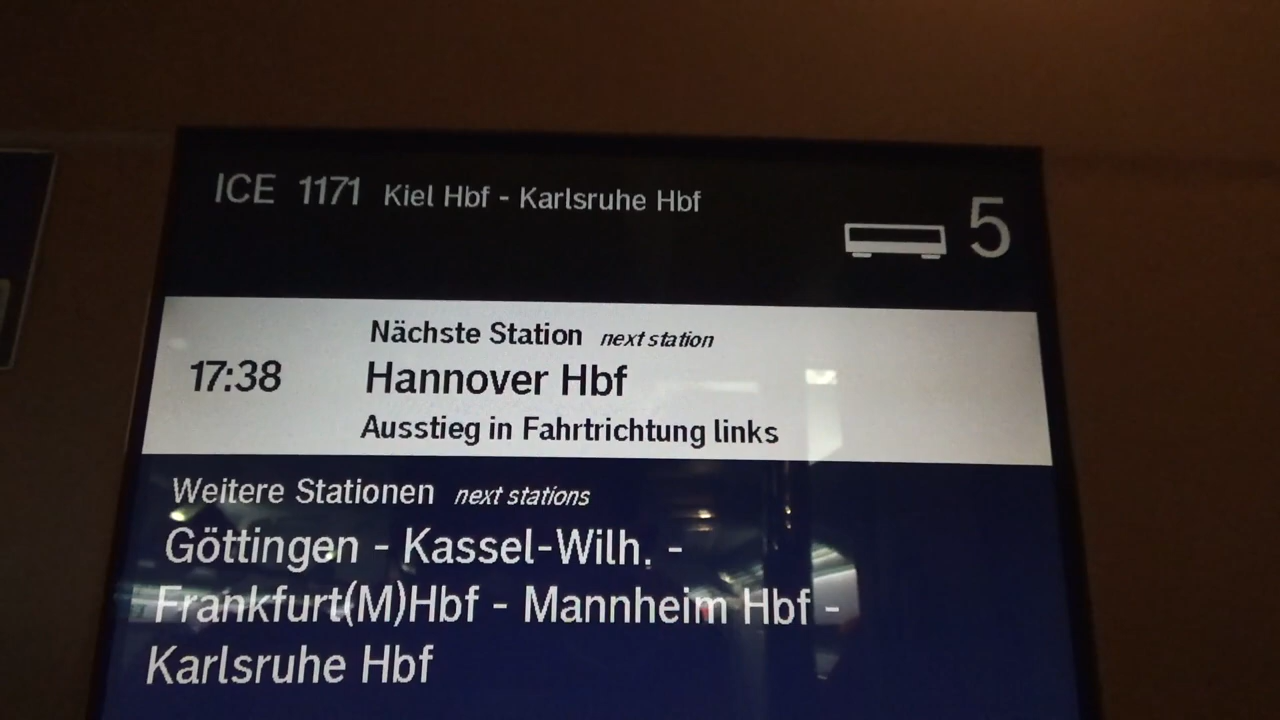 ICE 1171 Kiel Hbf - Karlsruhe Hbf
5
Nächste Station next station
17:38 Hannover Hbf
Ausstieg in Fahrtrichtung links
Weitere Stationen next stations
Göttingen - Kassel-Wilh. -
Frankfurt(M)Hbf - Mannheim Hbf -
Karlsruhe Hbf